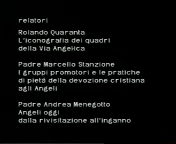 relatori
Rolando Quaranta
L'iconografia dei quadri
della Via Angelica
Padre Marcello Stanzione
I gruppi promotori e le pratiche
di pietà della devozione cristiana
agli Angeli
Padre Andrea Menegotto
Angeli oggi
dalla rivisitazione all'inganno